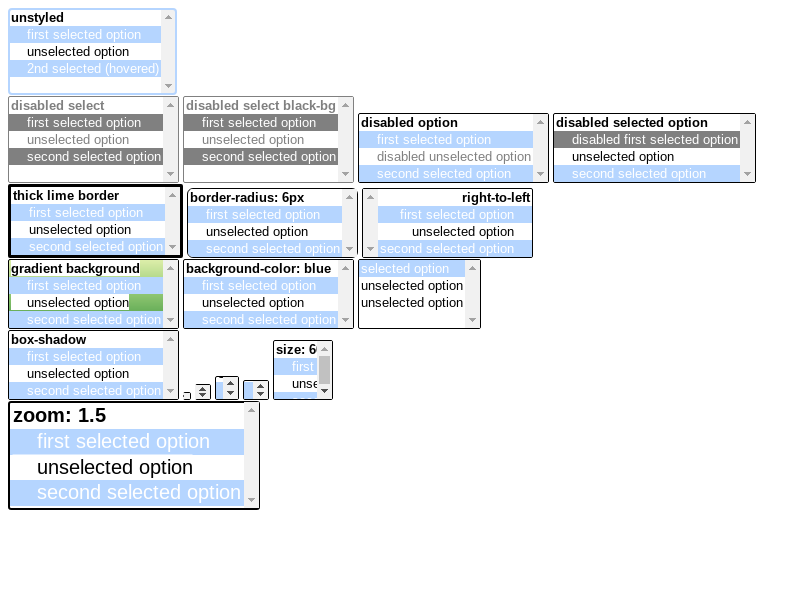 unstyled
first selected option
unselected option
2nd selected (hovered)
disabled select
first selected option
unselected option
second selected option
disabled select black-bg
first selected option
unselected option
second selected option
disabled option
first selected option
disabled unselected option
second selected option
disabled selected option
disabled first selected option
unselected option
second selected option
thick lime border
first selected option
unselected option
second selected option
border-radius: 6px
first selected option
unselected option
second selected option
right-to-left
first selected option
unselected option
second selected option
gradient background
first selected option
unselected option
second selected option
background-color: blue
first selected option
unselected option
second selected option
selected option
unselected option
unselected option
box-shadow
first selected option
unselected option
second selected option
size: 6
first
unse
zoom: 1.5
first selected option
unselected option
second selected option